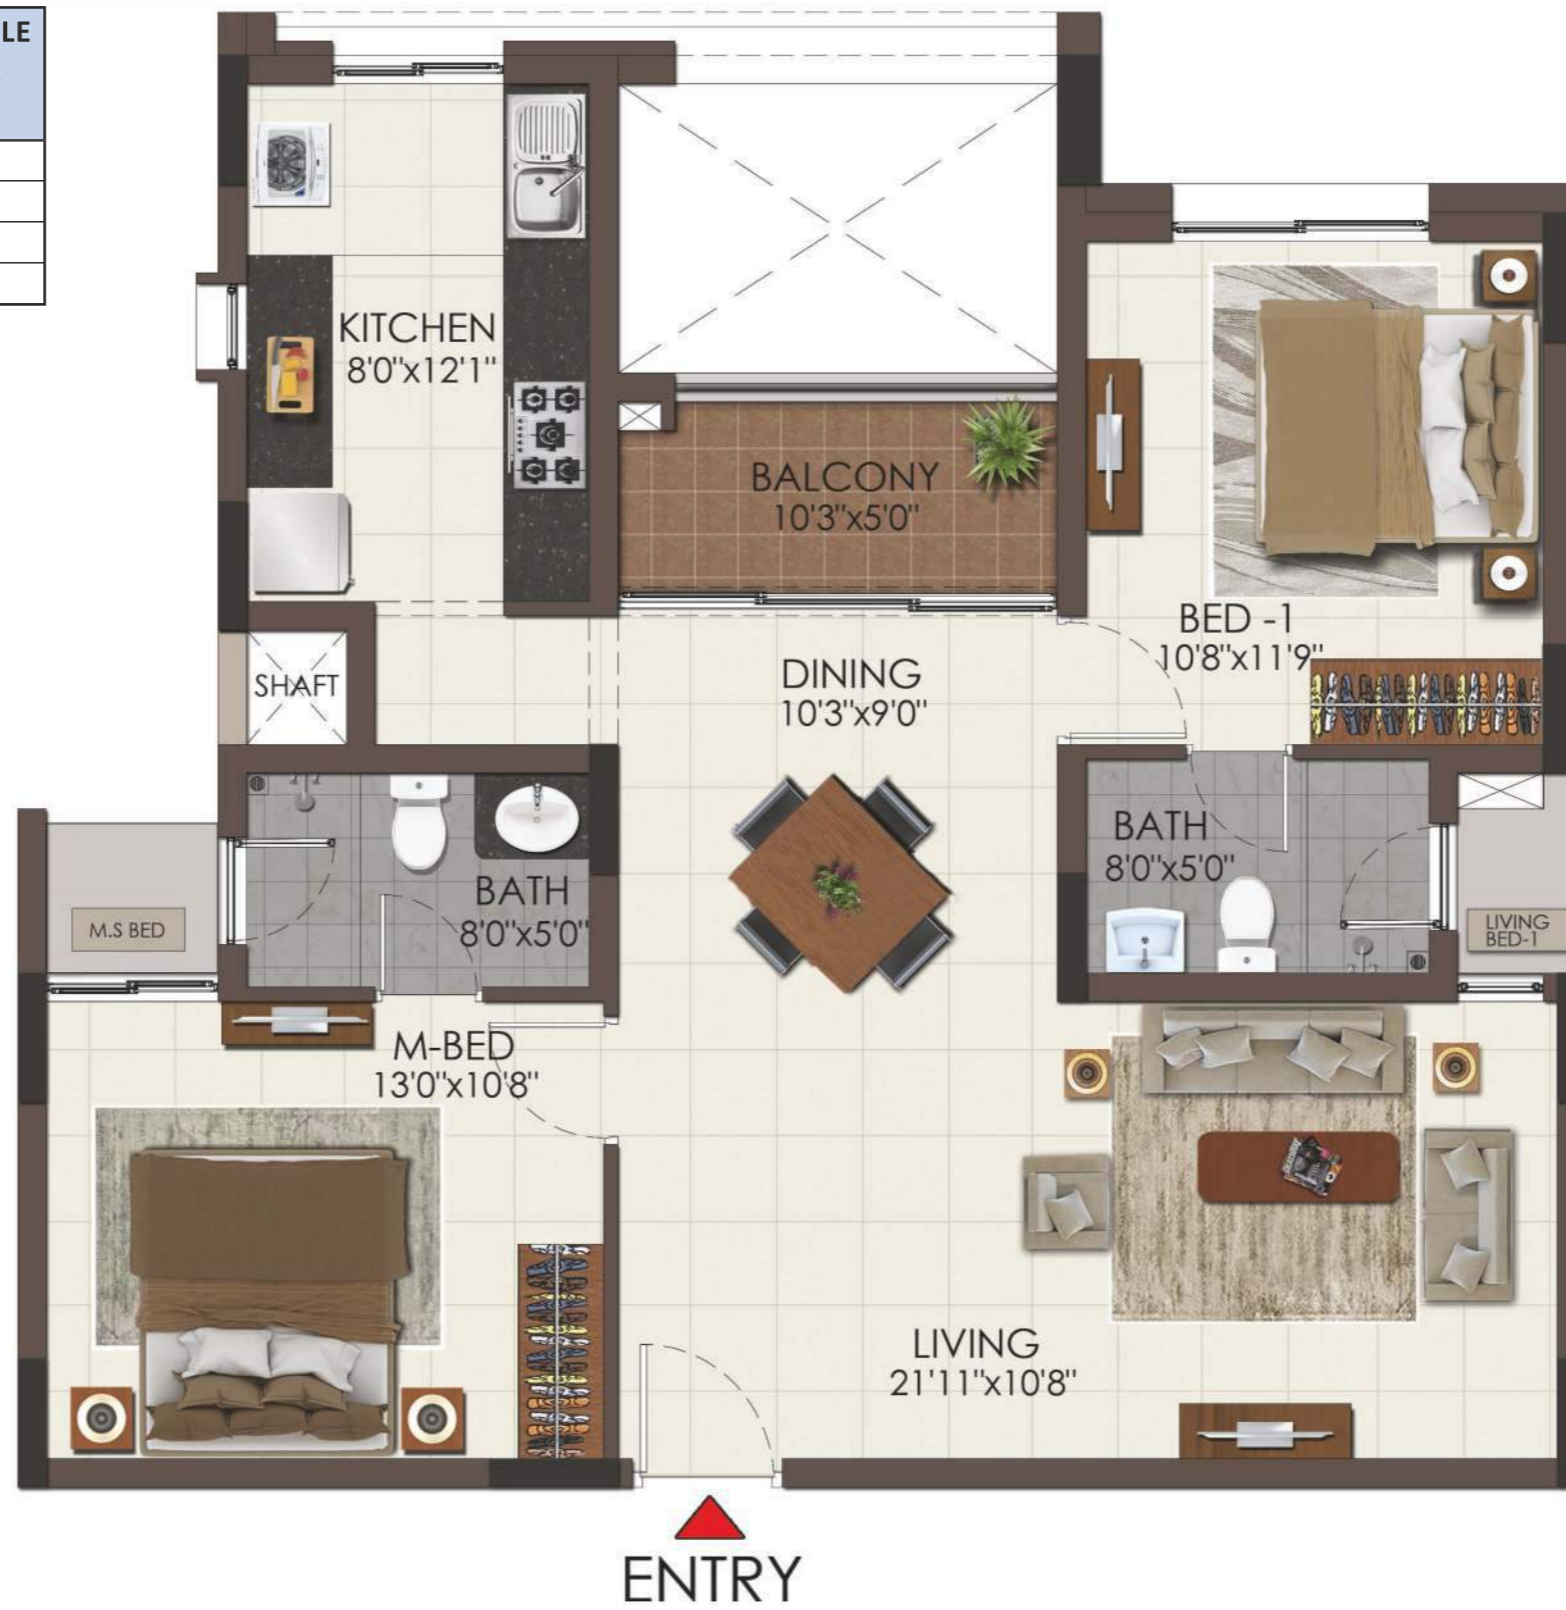 LE
KITCHEN
8'0"x12'1"
BALCONY
10'3"x5'0"
BED -1
10'8"x11'9"
SHAFT
DINING
10'3"x9'0"
BATH
8'0"x5'0"
BATH
8'0"x5'0"
M.S BED
LIVING
BED-1
M-BED
13'0"x10'8"
LIVING
21'11"x10'8"
ENTRY